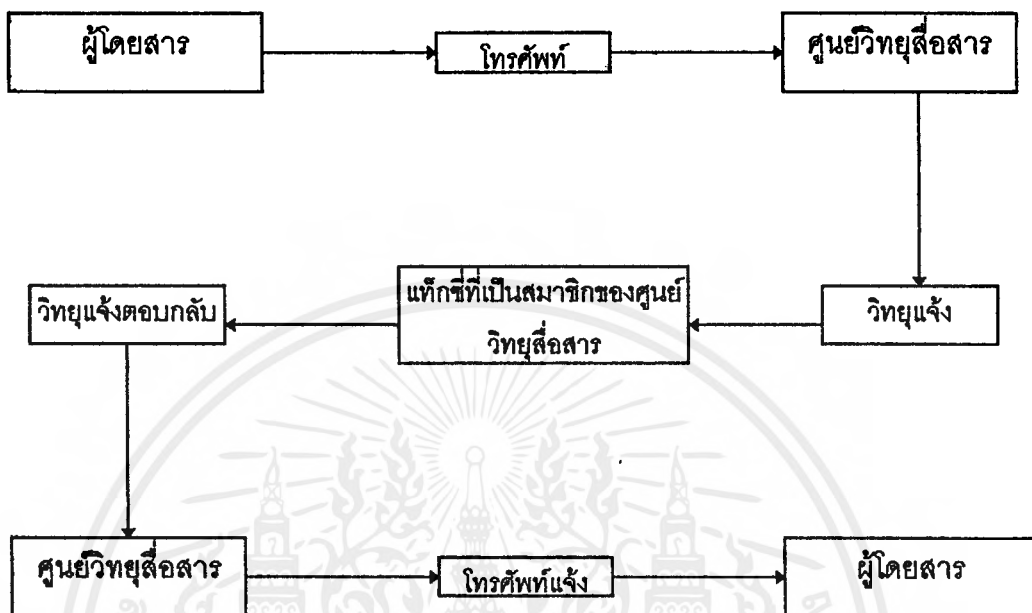 ผู้โดยสาร
โทรศัพท์
ศูนย์วิทยุสื่อสาร
วิทยุแจ้ง
แท็กซี่ที่เป็นสมาชิกของศูนย์
วิทยุสื่อสาร
วิทยุแจ้งตอบกลับ
ศูนย์วิทยุสื่อสาร
โทรศัพท์แจ้ง
ผู้โดยสาร